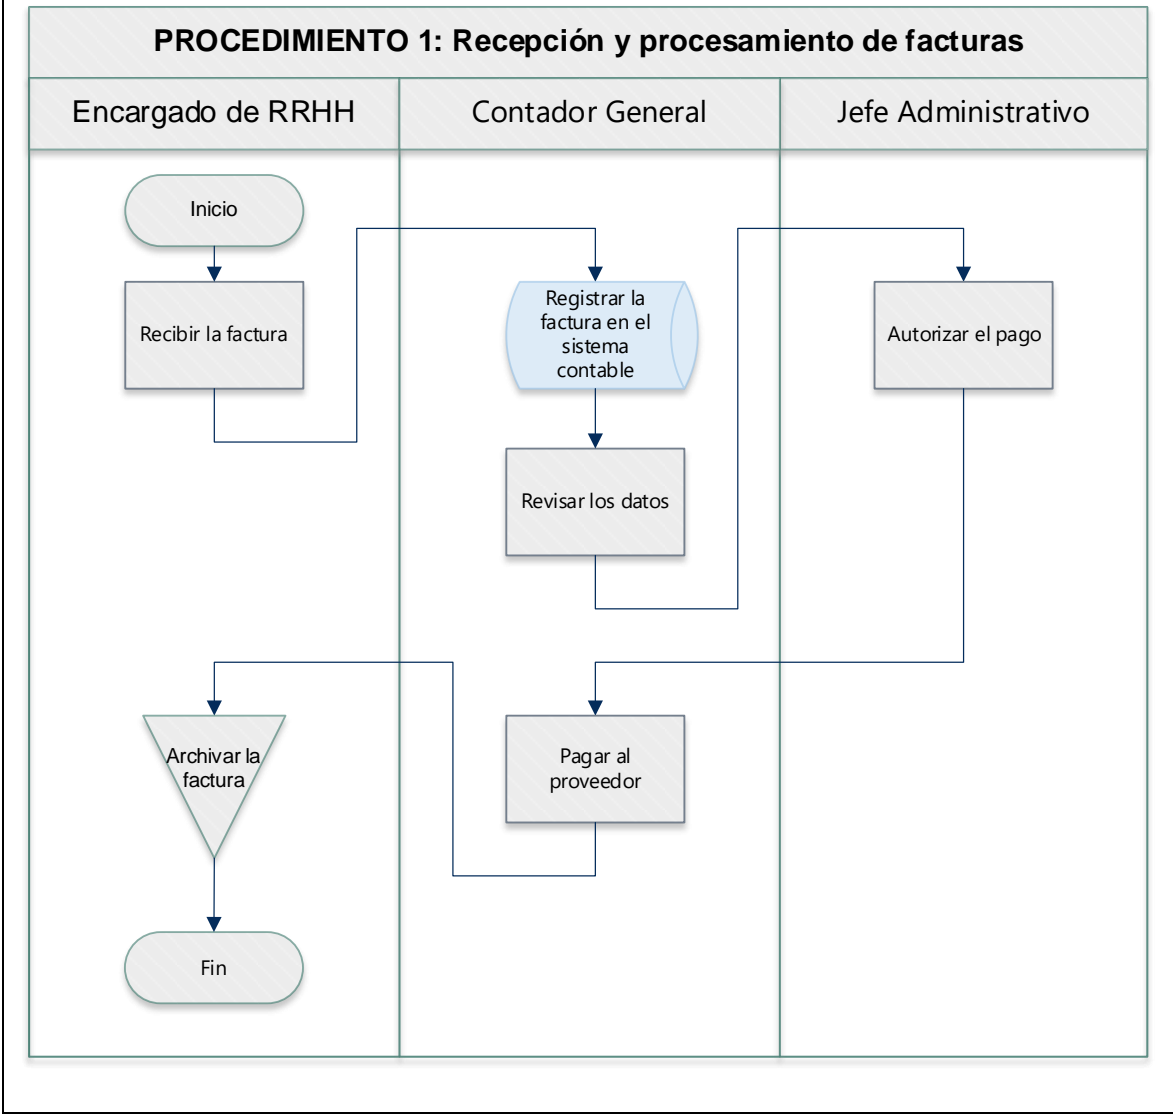 PROCEDIMIENTO 1: Recepción y procesamiento de facturas
Encargado de RRHH
Contador General
Jefe Administrativo
Inicio
Recibir la factura
Registrar la
factura en el
sistema
contable
Revisar los datos
Autorizar el pago
Pagar al
proveedor
Archivar la
factura
Fin